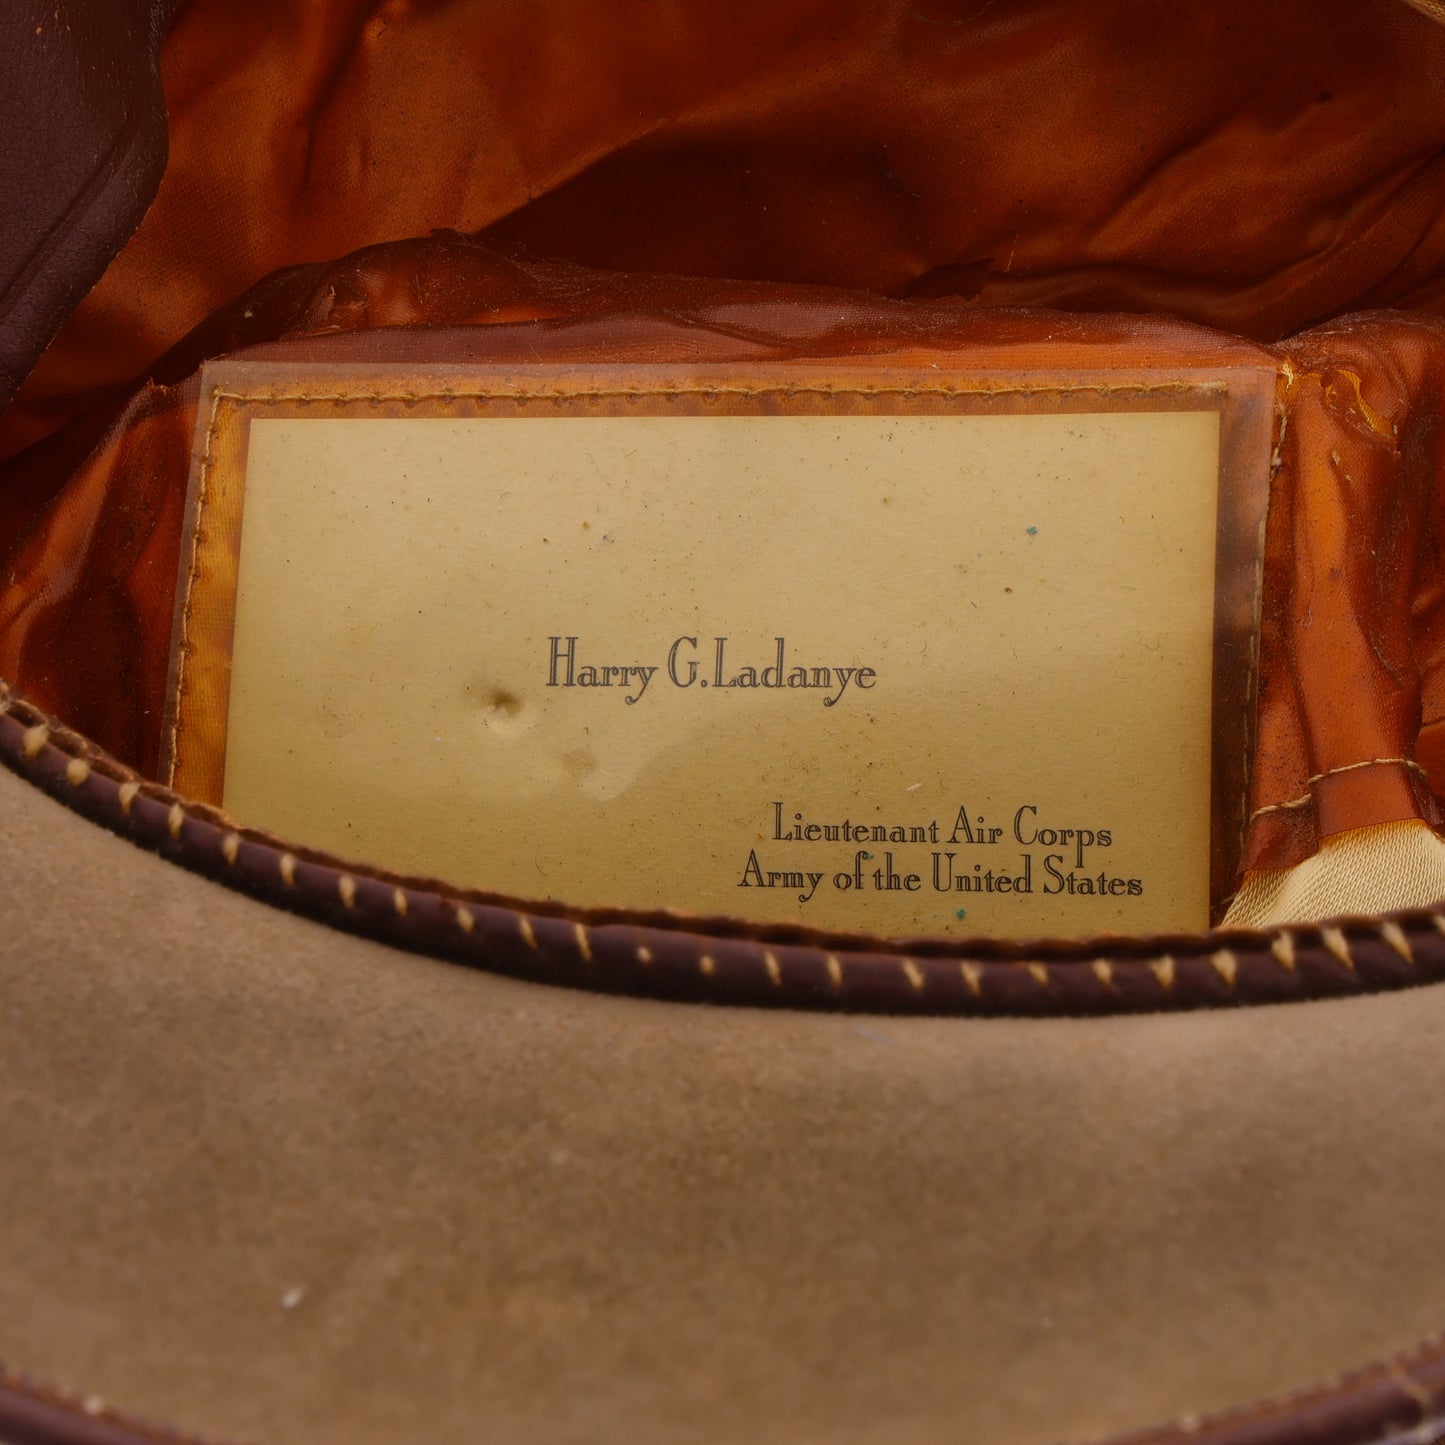 Harry G. Ladanye
Lieutenant Air Corps
Army of the United States